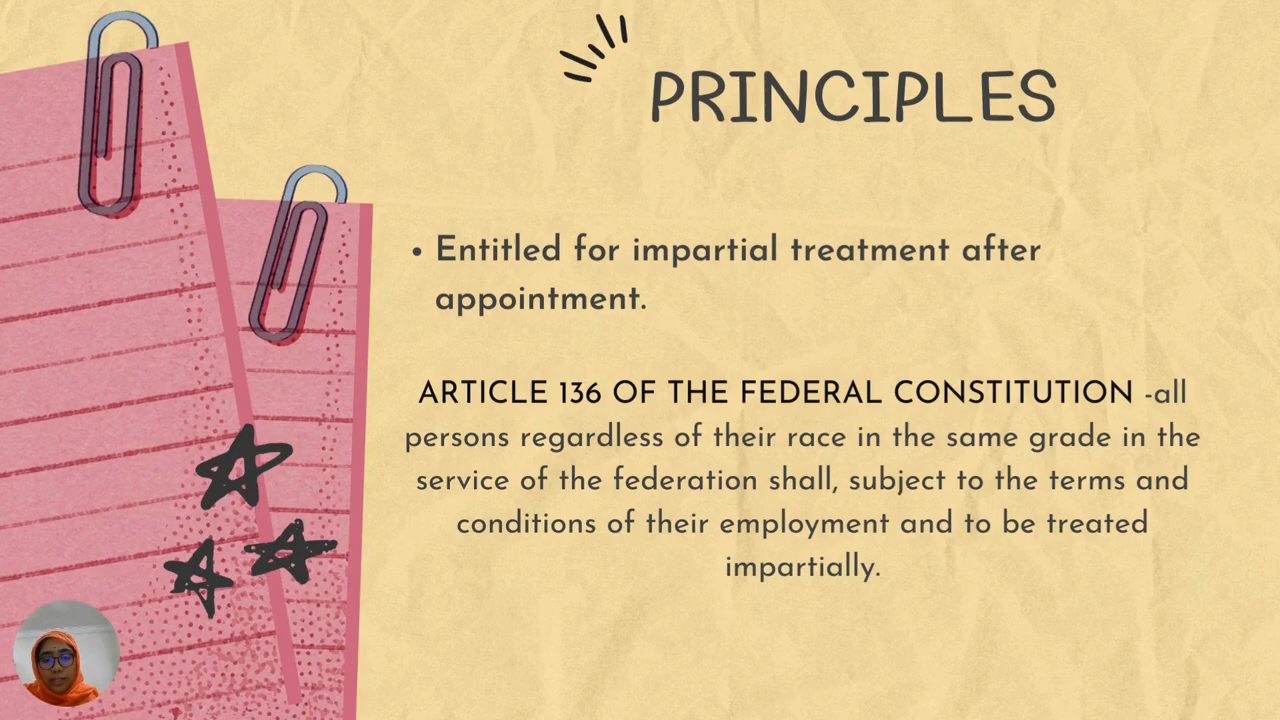 PRINCIPLES
• Entitled for impartial treatment after
appointment.
ARTICLE 136 OF THE FEDERAL CONSTITUTION -all
persons regardless of their race in the same grade in the
service of the federation shall, subject to the terms and
conditions of their employment and to be treated
impartially.